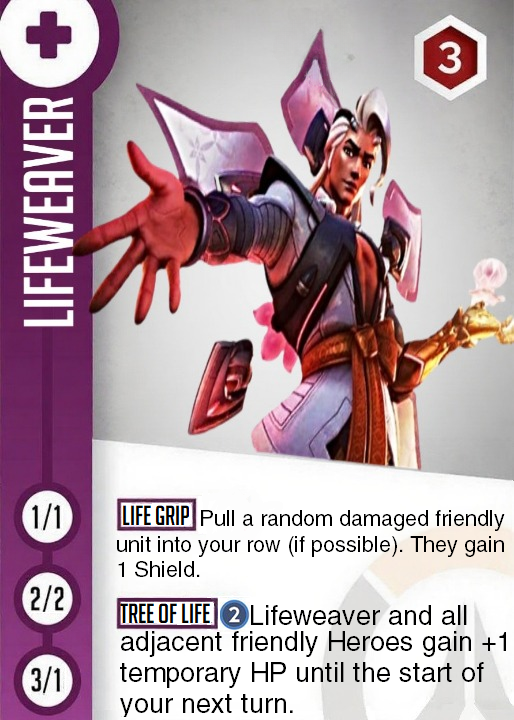 3
LIFEWEAVER
1/1
2/2
3/1
LIFE GRIP Pull a random damaged friendly
unit into your row (if possible). They gain
1 Shield.
TREE OF LIFE 2 Lifeweaver and all
adjacent friendly Heroes gain +1
temporary HP until the start of
your next turn.